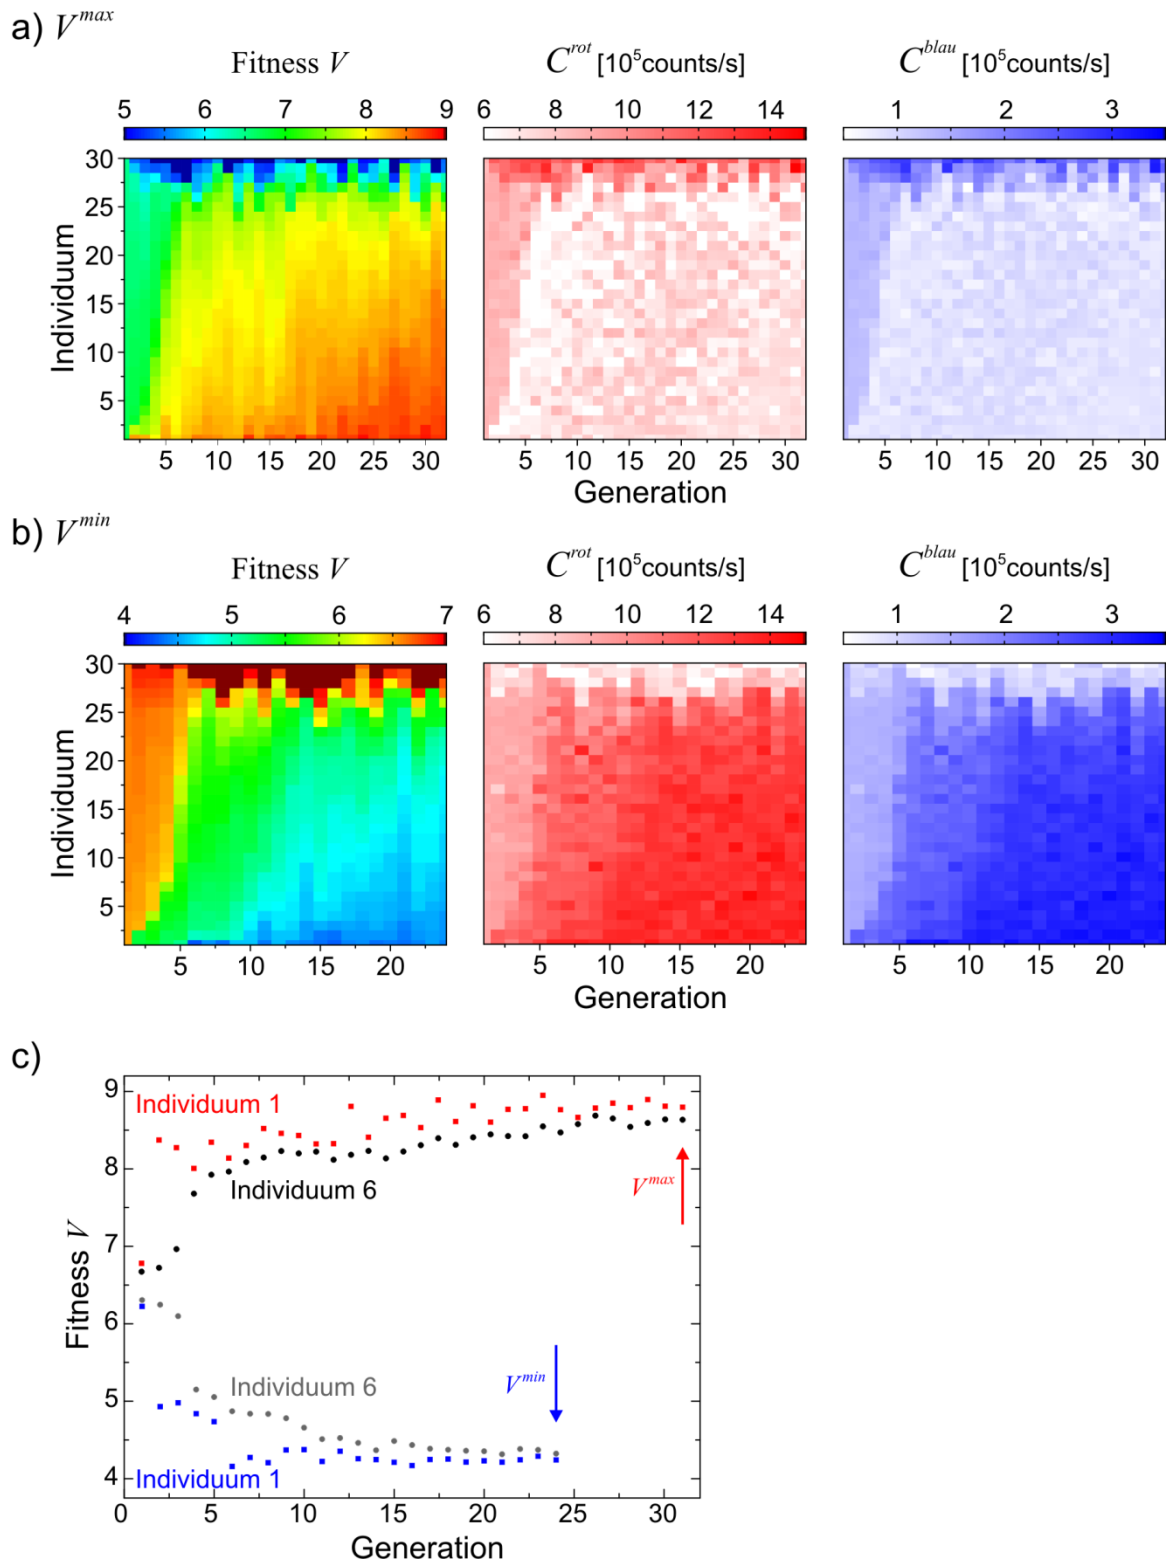 a) V^max
Fitness V
C^rot [10^5counts/s]
C^blau [10^5counts/s]
5 6 7 8 9
6 8 10 12 14
1 2 3
30
25
20
15
10
5
Individuum
5 10 15 20 25 30
5 10 15 20 25 30
5 10 15 20 25 30
Generation
b) V^min
Fitness V
C^rot [10^5counts/s]
C^blau [10^5counts/s]
4 5 6 7
6 8 10 12 14
1 2 3
30
25
20
15
10
5
Individuum
5 10 15 20
5 10 15 20
5 10 15 20
Generation
c)
9
8
7
6
5
4
Fitness V
Individuum 1
Individuum 6
V^max
Individuum 6
V^min
Individuum 1
0 5 10 15 20 25 30
Generation